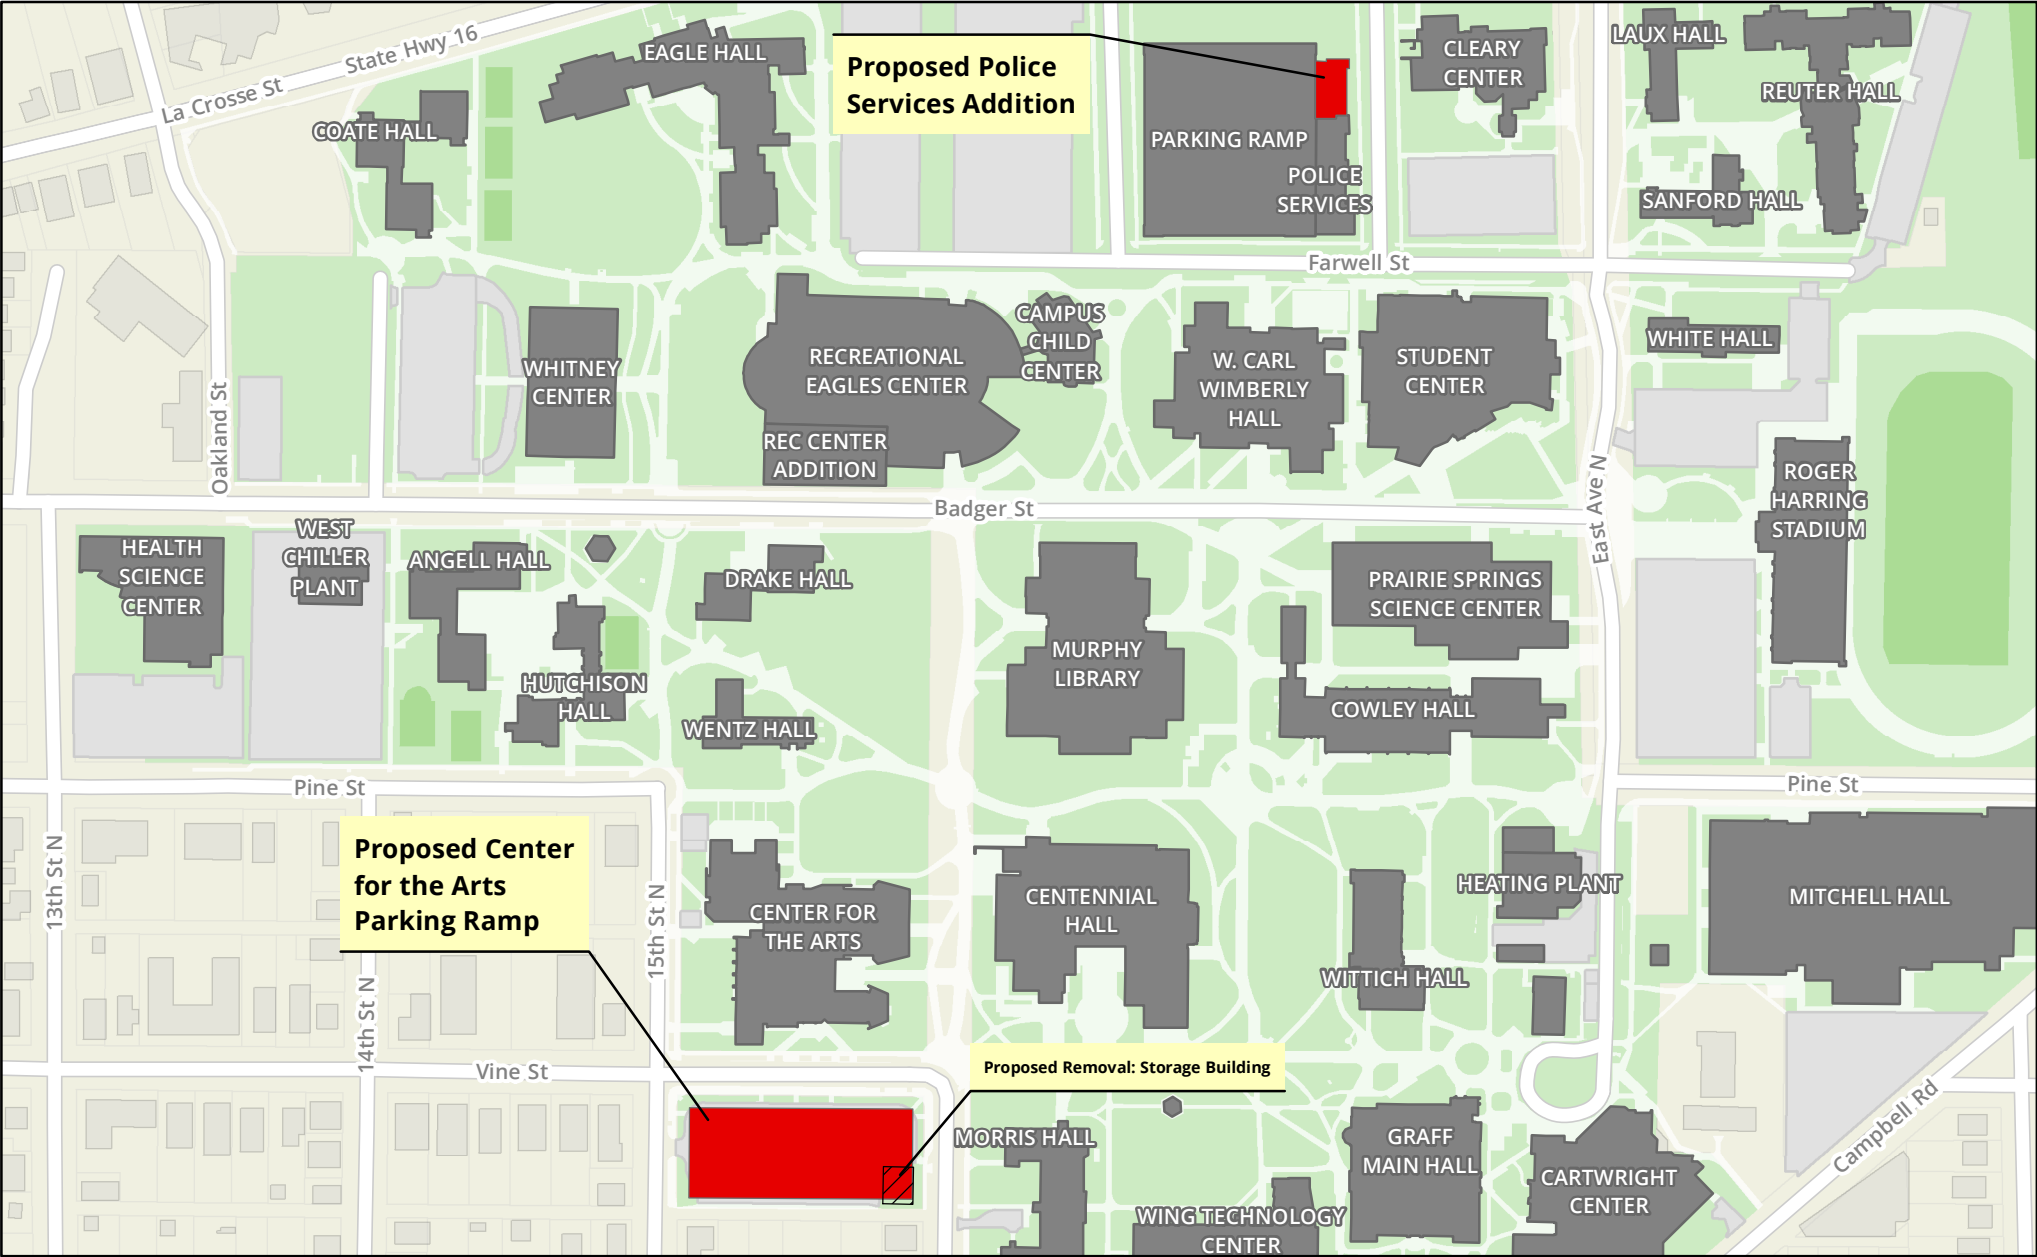 State Hwy 16
La Crosse St
EAGLE HALL
COATE HALL
Proposed Police
Services Addition
PARKING RAMP
POLICE
SERVICES
CLEARY
CENTER
LAUX HALL
REUTER HALL
SANFORD HALL
Farwell St
Oakland St
WHITNEY
CENTER
RECREATIONAL
EAGLES CENTER
REC CENTER
ADDITION
CAMPUS
CHILD
CENTER
W. CARL
WIMBERLY
HALL
STUDENT
CENTER
WHITE HALL
ROGER
HARRING
STADIUM
Badger St
East Ave N
HEALTH
SCIENCE
CENTER
WEST
CHILLER
PLANT
ANGELL HALL
HUTCHISON
HALL
DRAKE HALL
WENTZ HALL
MURPHY
LIBRARY
PRAIRIE SPRINGS
SCIENCE CENTER
COWLEY HALL
Pine St
Pine St
13th St N
14th St N
15th St N
Proposed Center
for the Arts
Parking Ramp
CENTER FOR
THE ARTS
CENTENNIAL
HALL
WITTICH HALL
HEATING PLANT
MITCHELL HALL
Vine St
Proposed Removal: Storage Building
MORRIS HALL
WING TECHNOLOGY
CENTER
GRAFF
MAIN HALL
CARTWRIGHT
CENTER
Campbell Rd